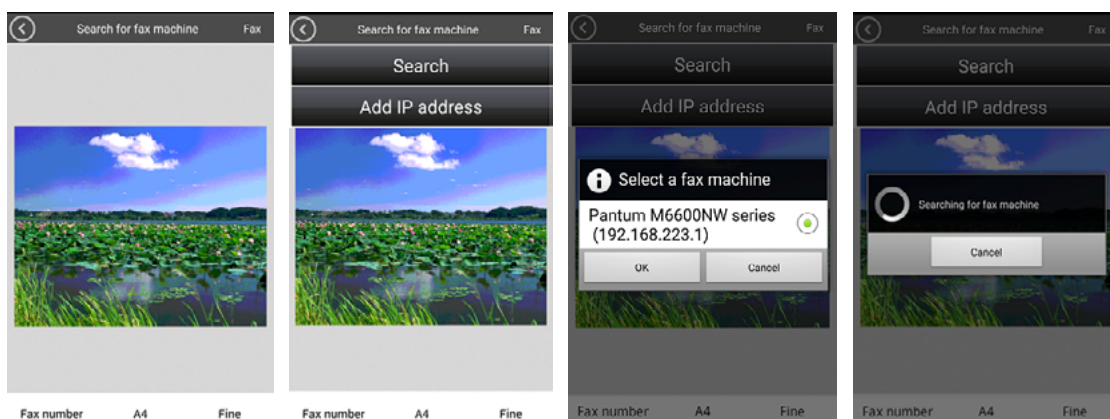 Search for fax machine Fax
Fax number A4 Fine
Search for fax machine Fax
Search
Add IP address
Fax number A4 Fine
Search for fax machine Fax
Search
Add IP address
Select a fax machine
Pantum M6600NW series
(192.168.223.1)
OK Cancel
Fax number A4 Fine
Search for fax machine Fax
Search
Add IP address
Searching for fax machine
Cancel
Fax number A4 Fine